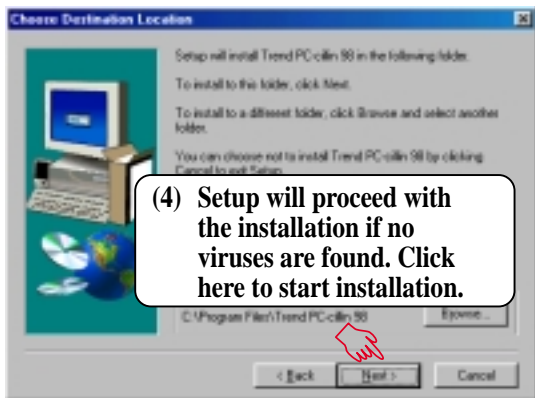 Choose Destination Location
Setup will install Trend PC-cillin 98 in the following folder.
To install to this folder, click Next.
To install to a different folder, click Browse and select another
folder.
You can choose not to install Trend PC-cillin 98 by clicking
Cancel to exit Setup.
(4) Setup will proceed with
the installation if no
viruses are found. Click
here to start installation.
C:\Program Files\Trend PC-cillin 98
Browse...
< Back
Next >
Cancel